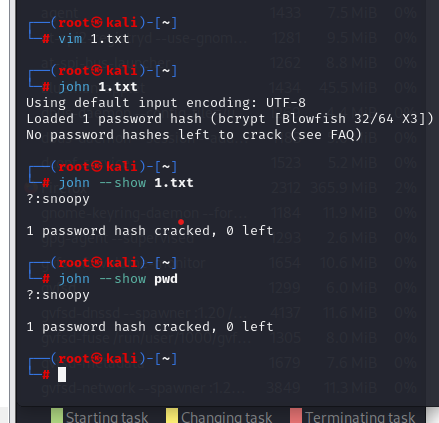 (root㉿kali)-[~]
# vim 1.txt
(root㉿kali)-[~]
# john 1.txt
Using default input encoding: UTF-8
Loaded 1 password hash (bcrypt [Blowfish 32/64 X3])
No password hashes left to crack (see FAQ)
(root㉿kali)-[~]
# john --show 1.txt
?:snoopy
1 password hash cracked, 0 left
(root㉿kali)-[~]
# john --show pwd
?:snoopy
1 password hash cracked, 0 left
(root㉿kali)-[~]
#
Starting task Changing task Terminating task